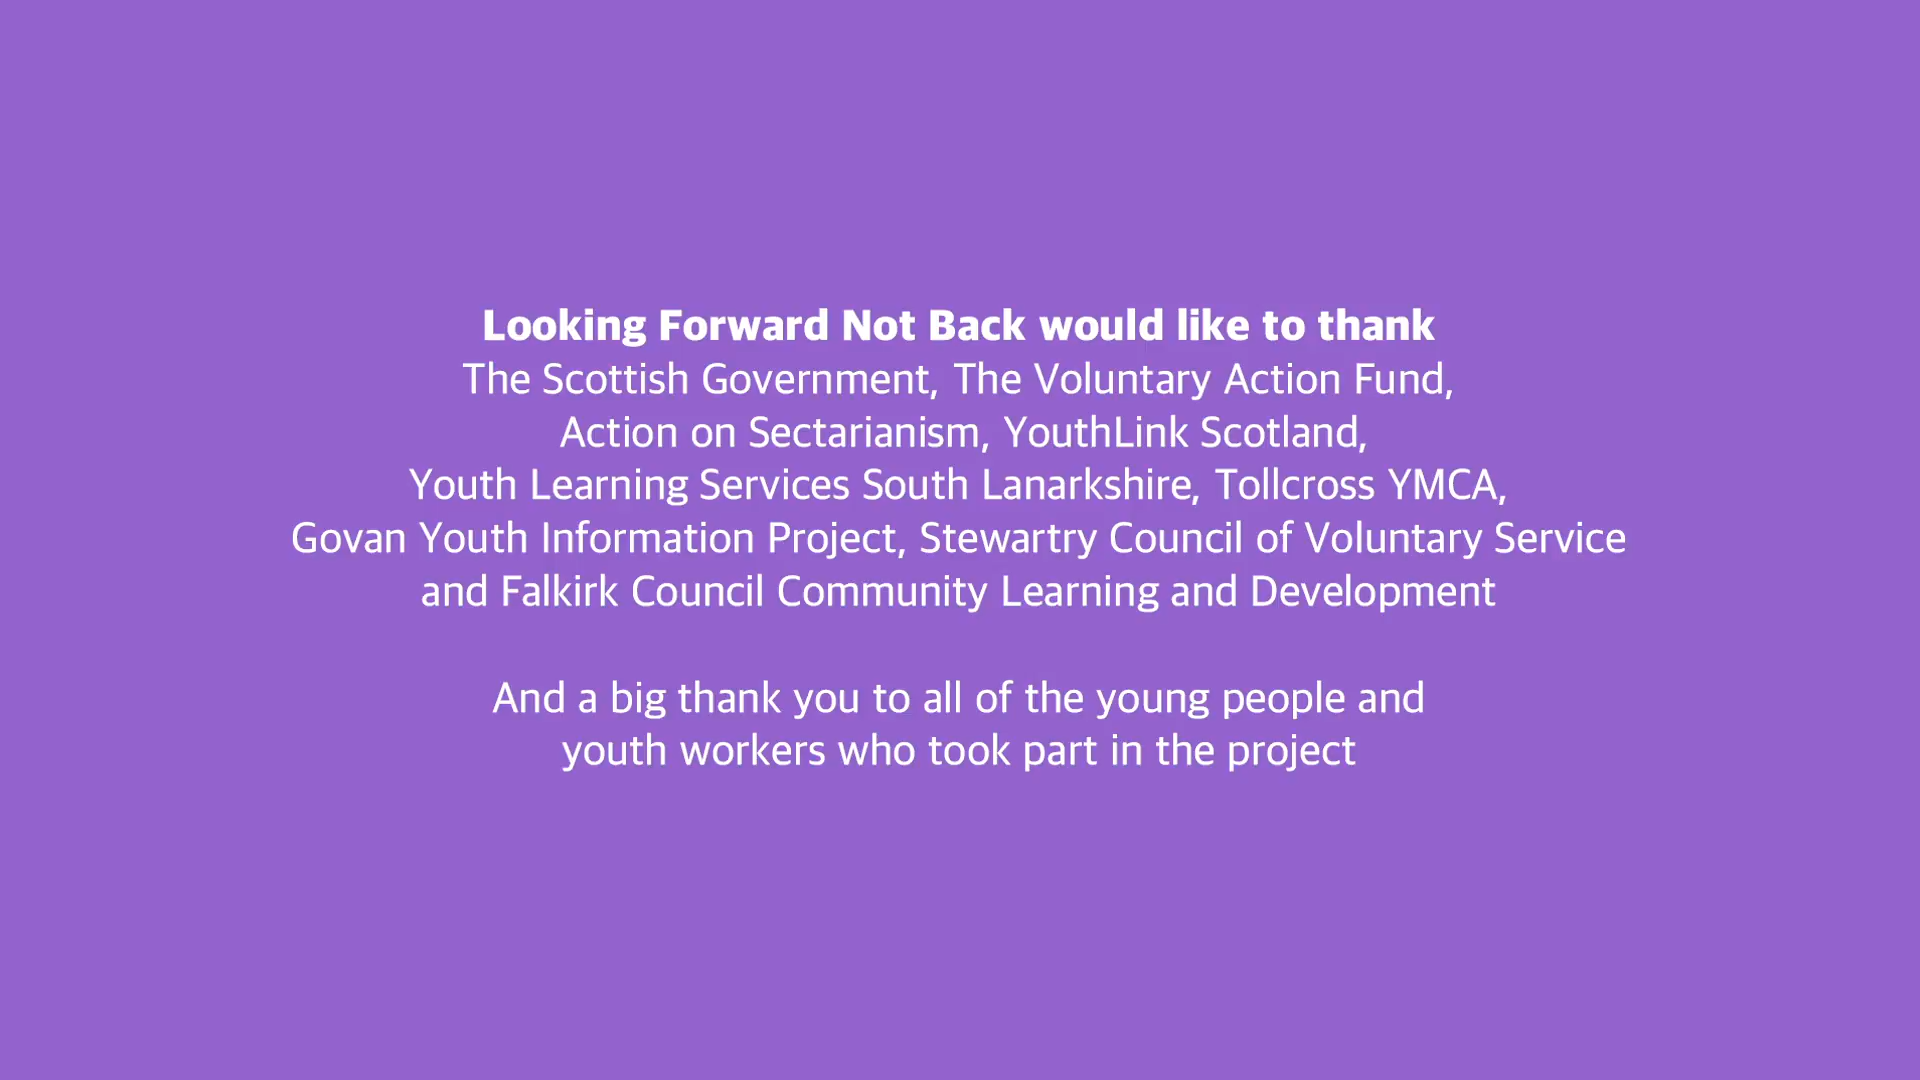 Looking Forward Not Back would like to thank
The Scottish Government, The Voluntary Action Fund,
Action on Sectarianism, YouthLink Scotland,
Youth Learning Services South Lanarkshire, Tollcross YMCA,
Govan Youth Information Project, Stewartry Council of Voluntary Service
and Falkirk Council Community Learning and Development
And a big thank you to all of the young people and
youth workers who took part in the project